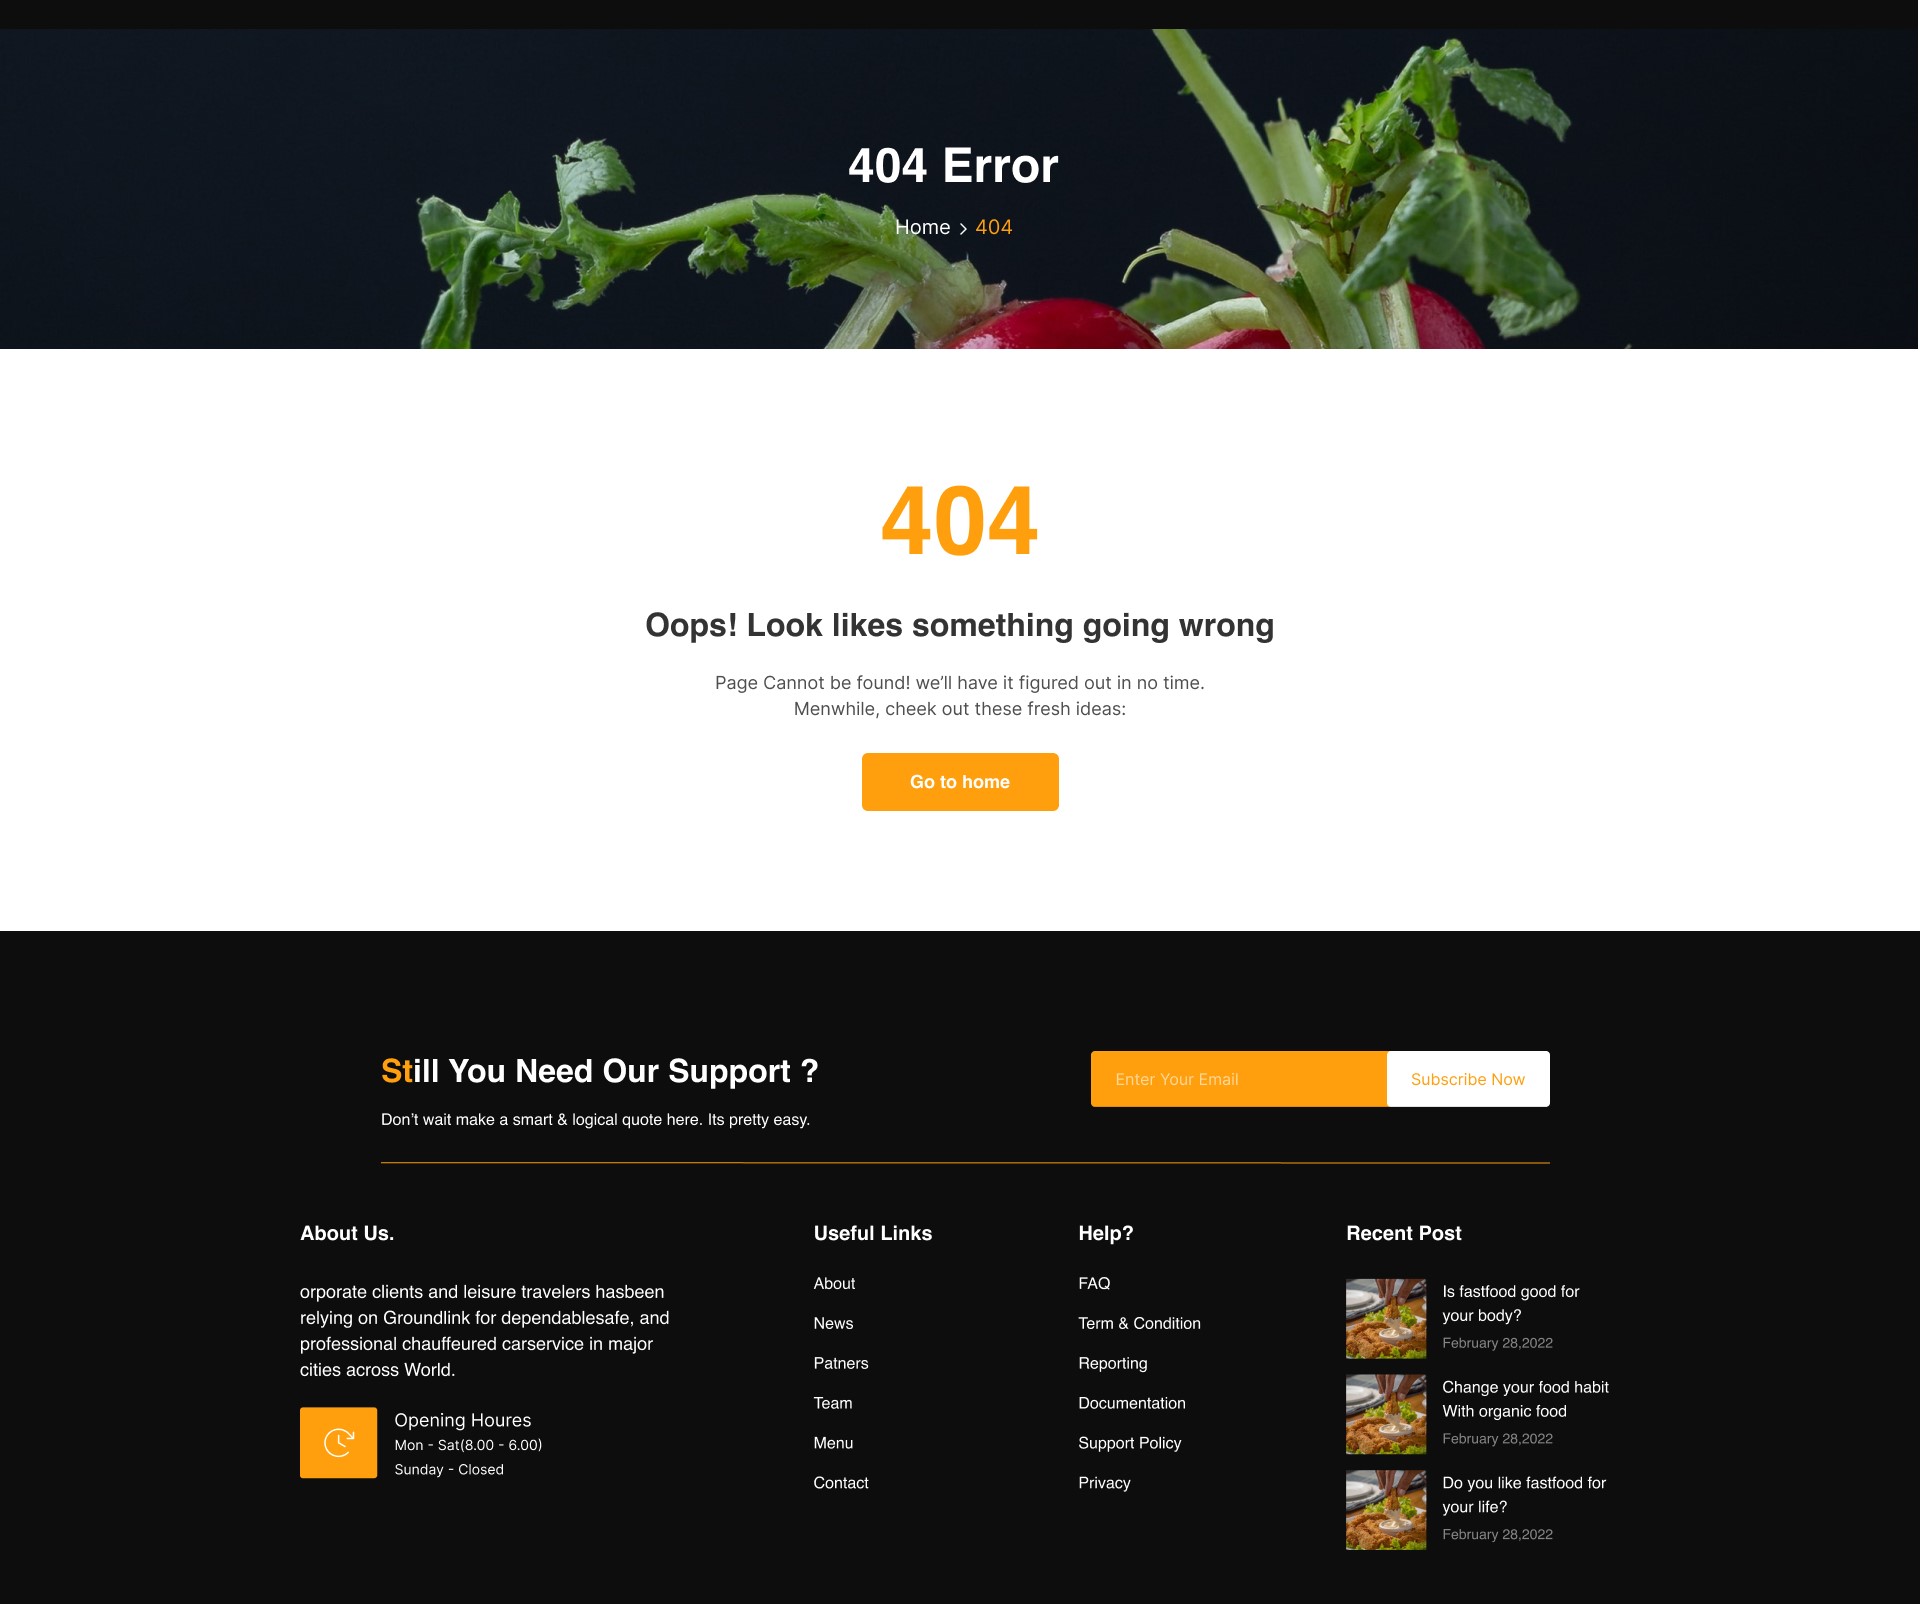 404 Error
Home > 404
404
Oops! Look likes something going wrong
Page Cannot be found! we’ll have it figured out in no time.
Menwhile, cheek out these fresh ideas:
Go to home
Still You Need Our Support ?
Don’t wait make a smart & logical quote here. Its pretty easy.
Enter Your Email
Subscribe Now
About Us.
orporate clients and leisure travelers hasbeen
relying on Groundlink for dependablesafe, and
professional chauffeured carservice in major
cities across World.
Opening Houres
Mon - Sat(8.00 - 6.00)
Sunday - Closed
Useful Links
About
News
Patners
Team
Menu
Contact
Help?
FAQ
Term & Condition
Reporting
Documentation
Support Policy
Privacy
Recent Post
Is fastfood good for
your body?
February 28,2022
Change your food habit
With organic food
February 28,2022
Do you like fastfood for
your life?
February 28,2022